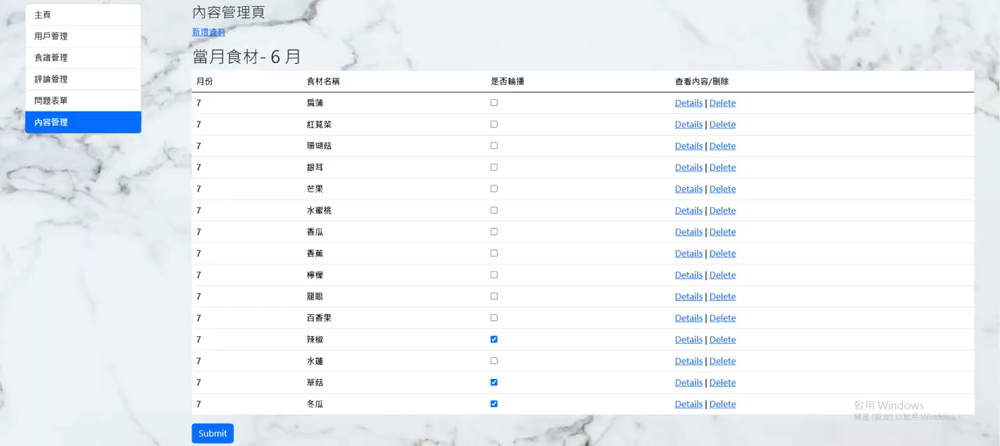 主頁
用戶管理
食譜管理
評論管理
問題表單
內容管理
內容管理頁
新增資料
當月食材- 6 月
月份 食材名稱 是否輪播 查看內容/刪除
7 扁蒲 Details | Delete
7 紅莧菜 Details | Delete
7 珊瑚菇 Details | Delete
7 銀耳 Details | Delete
7 芒果 Details | Delete
7 水蜜桃 Details | Delete
7 香瓜 Details | Delete
7 香蕉 Details | Delete
7 檸檬 Details | Delete
7 龍眼 Details | Delete
7 百香果 Details | Delete
7 辣椒 Details | Delete
7 水蓮 Details | Delete
7 草菇 Details | Delete
7 冬瓜 Details | Delete
Submit
啟用 Windows
移至 [設定] 以啟用 Windows。